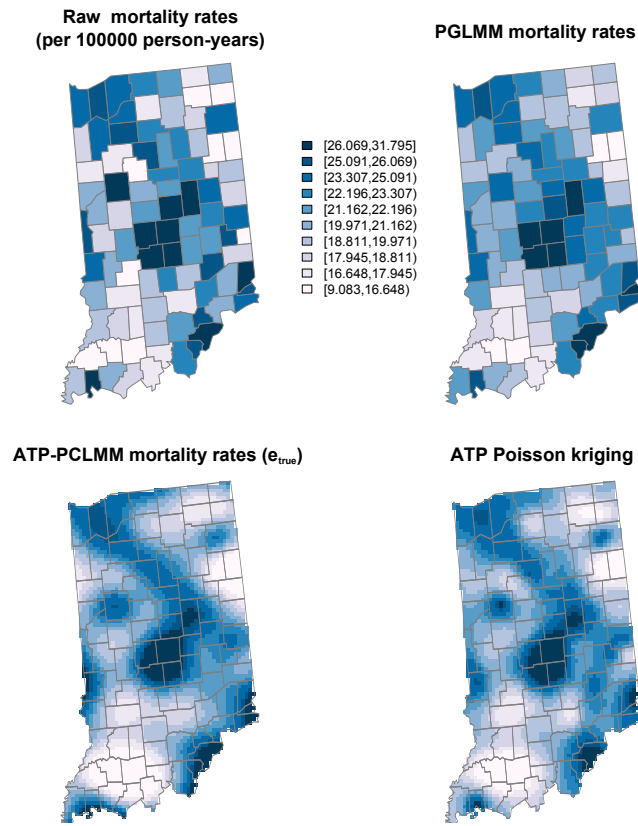 Raw mortality rates
(per 100000 person-years)
PGLMM mortality rates
[26.069,31.795]
[25.091,26.069)
[23.307,25.091)
[22.196,23.307)
[21.162,22.196)
[19.971,21.162)
[18.811,19.971)
[17.945,18.811)
[16.648,17.945)
[9.083,16.648)
ATP-PCLMM mortality rates (e_true)
ATP Poisson kriging